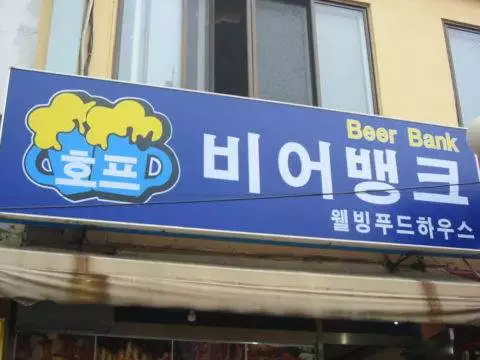 호프
Beer Bank
비어뱅크
웰빙푸드하우스